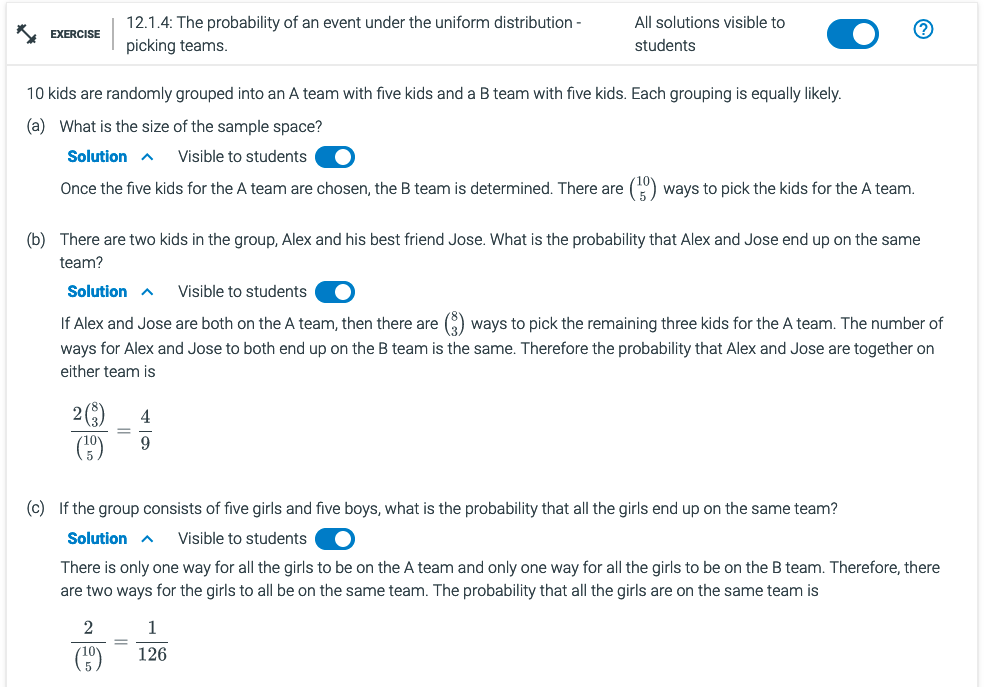 EXERCISE
12.1.4: The probability of an event under the uniform distribution -
picking teams.
All solutions visible to
students
?
10 kids are randomly grouped into an A team with five kids and a B team with five kids. Each grouping is equally likely.
(a) What is the size of the sample space?
Solution Visible to students
Once the five kids for the A team are chosen, the B team is determined. There are (10 5) ways to pick the kids for the A team.
(b) There are two kids in the group, Alex and his best friend Jose. What is the probability that Alex and Jose end up on the same
team?
Solution Visible to students
If Alex and Jose are both on the A team, then there are (8 3) ways to pick the remaining three kids for the A team. The number of
ways for Alex and Jose to both end up on the B team is the same. Therefore the probability that Alex and Jose are together on
either team is
2(8 3) / (10 5) = 4 / 9
(c) If the group consists of five girls and five boys, what is the probability that all the girls end up on the same team?
Solution Visible to students
There is only one way for all the girls to be on the A team and only one way for all the girls to be on the B team. Therefore, there
are two ways for the girls to all be on the same team. The probability that all the girls are on the same team is
2 / (10 5) = 1 / 126